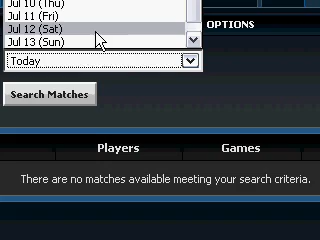 Jul 10 (Thu)
Jul 11 (Fri)
Jul 12 (Sat)
Jul 13 (Sun)
OPTIONS
Today
Search Matches
Players Games
There are no matches available meeting your search criteria.